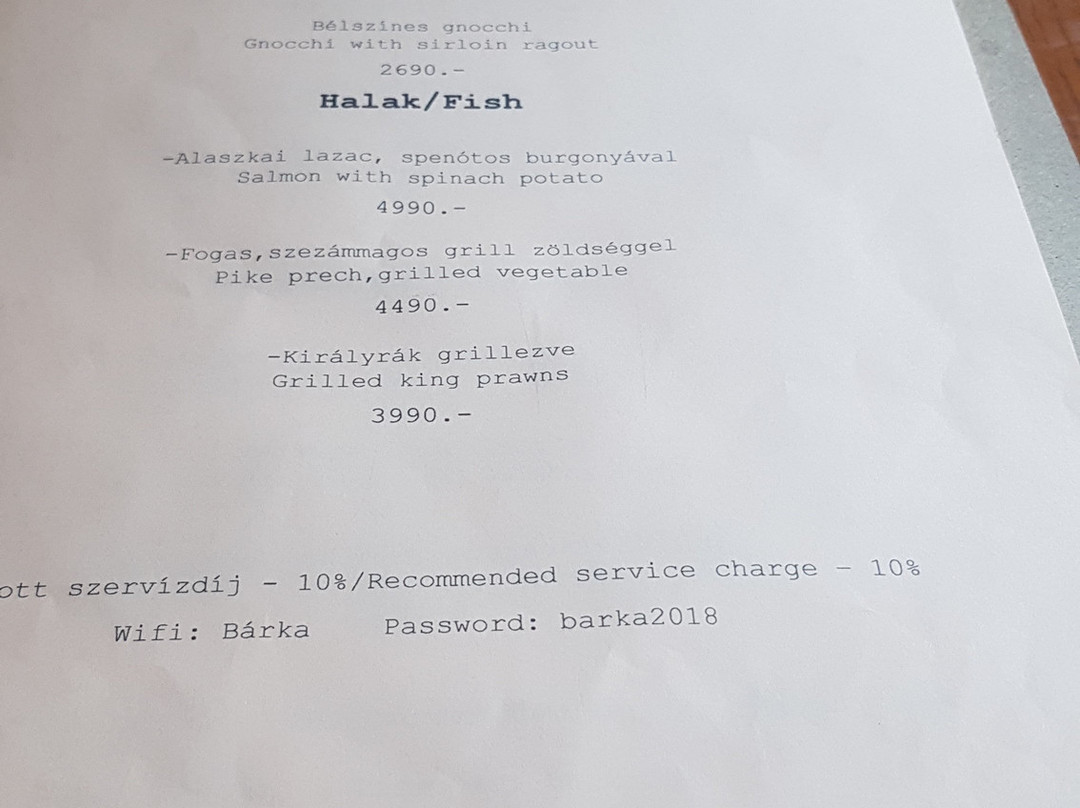 Bélszínes gnocchi
Gnocchi with sirloin ragout
2690.-
Halak/Fish
-Alaszkai lazac, spenótos burgonyával
Salmon with spinach potato
4990.-
-Fogas,szezámmagos grill zöldséggel
Pike prech,grilled vegetable
4490.-
-Királyrák grillezve
Grilled king prawns
3990.-
ott szervízdíj - 10%/Recommended service charge - 10%
Wifi: Bárka Password: barka2018